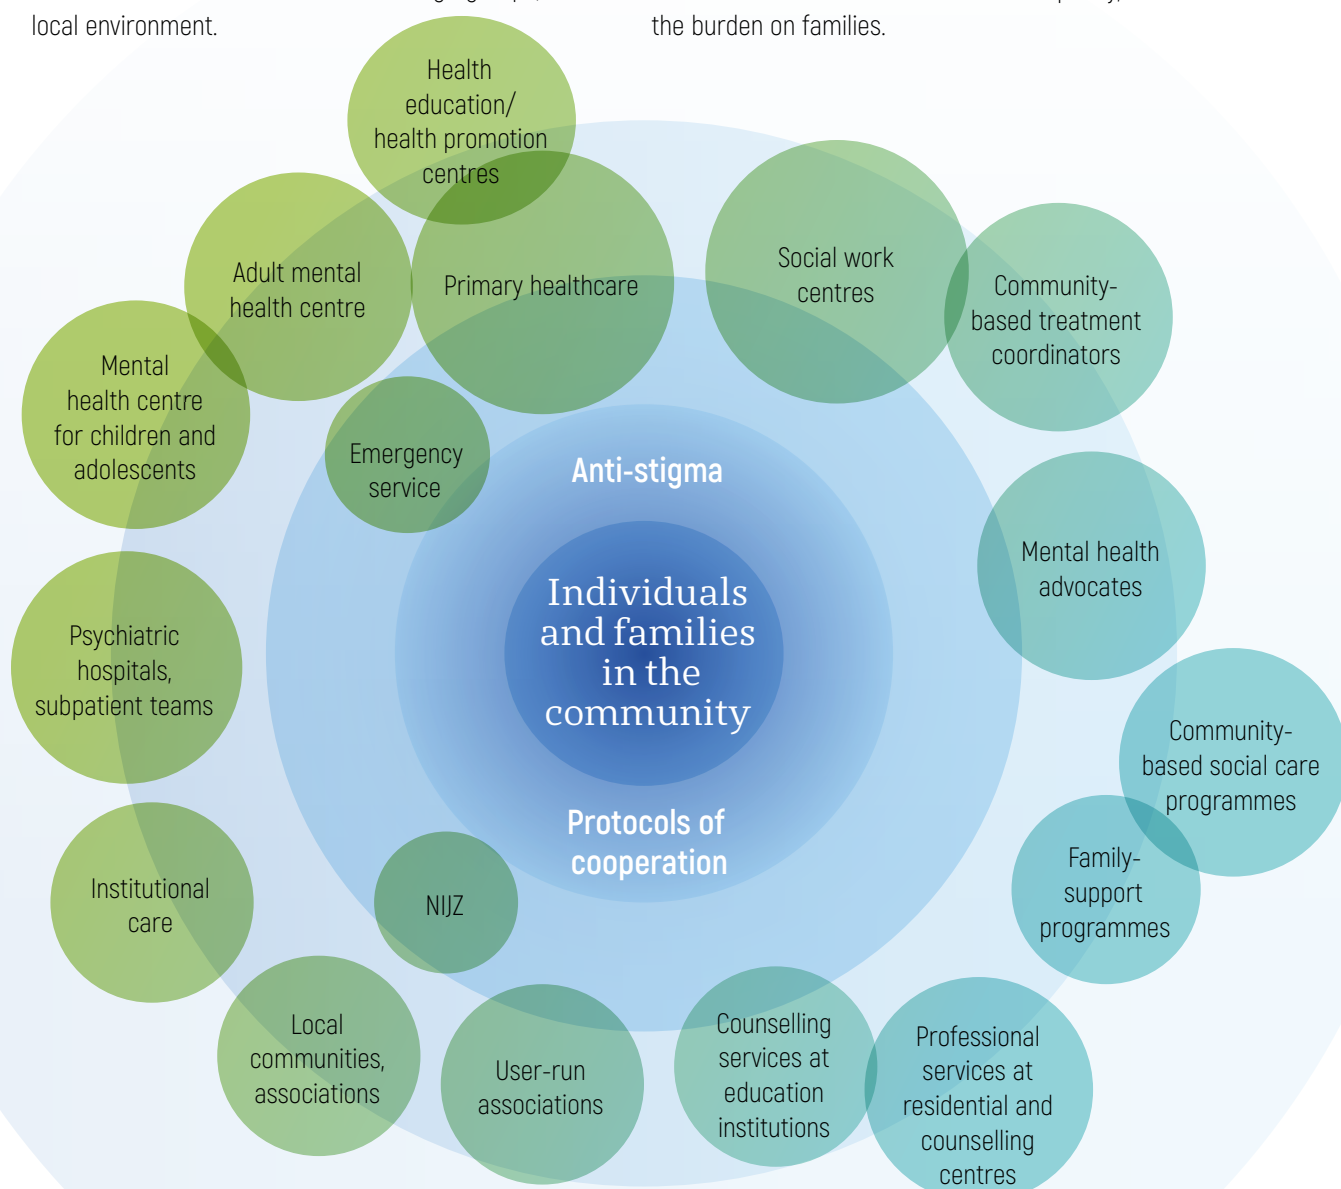 local environment.
the burden on families.
Health
education/
health promotion
centres
Primary healthcare
Adult mental
health centre
Mental
health centre
for children and
adolescents
Emergency
service
Social work
centres
Community-
based treatment
coordinators
Anti-stigma
Individuals
and families
in the
community
Protocols of
cooperation
Mental health
advocates
Psychiatric
hospitals,
subpatient teams
Community-
based social care
programmes
Family-
support
programmes
Institutional
care
NIJZ
Local
communities,
associations
User-run
associations
Counselling
services at
education
institutions
Professional
services at
residential and
counselling
centres